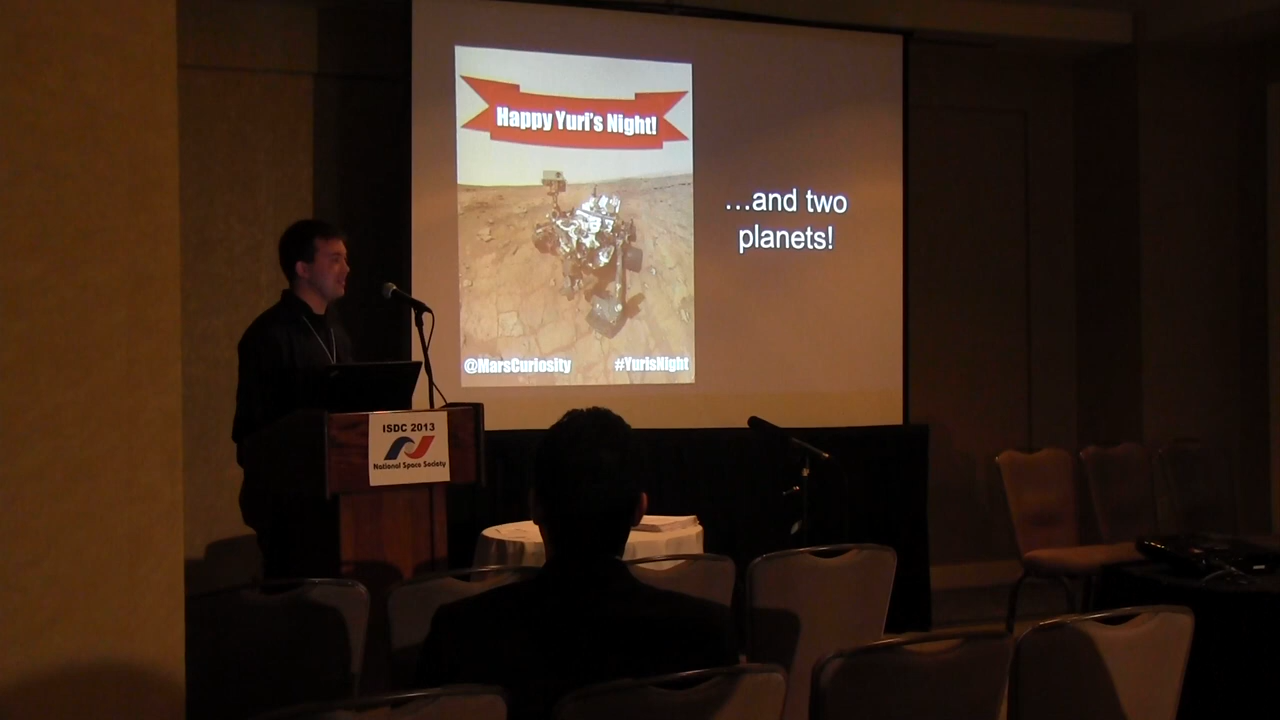 Happy Yuri's Night!
…and two
planets!
@MarsCuriosity
#YurisNight
ISDC 2013
National Space Society